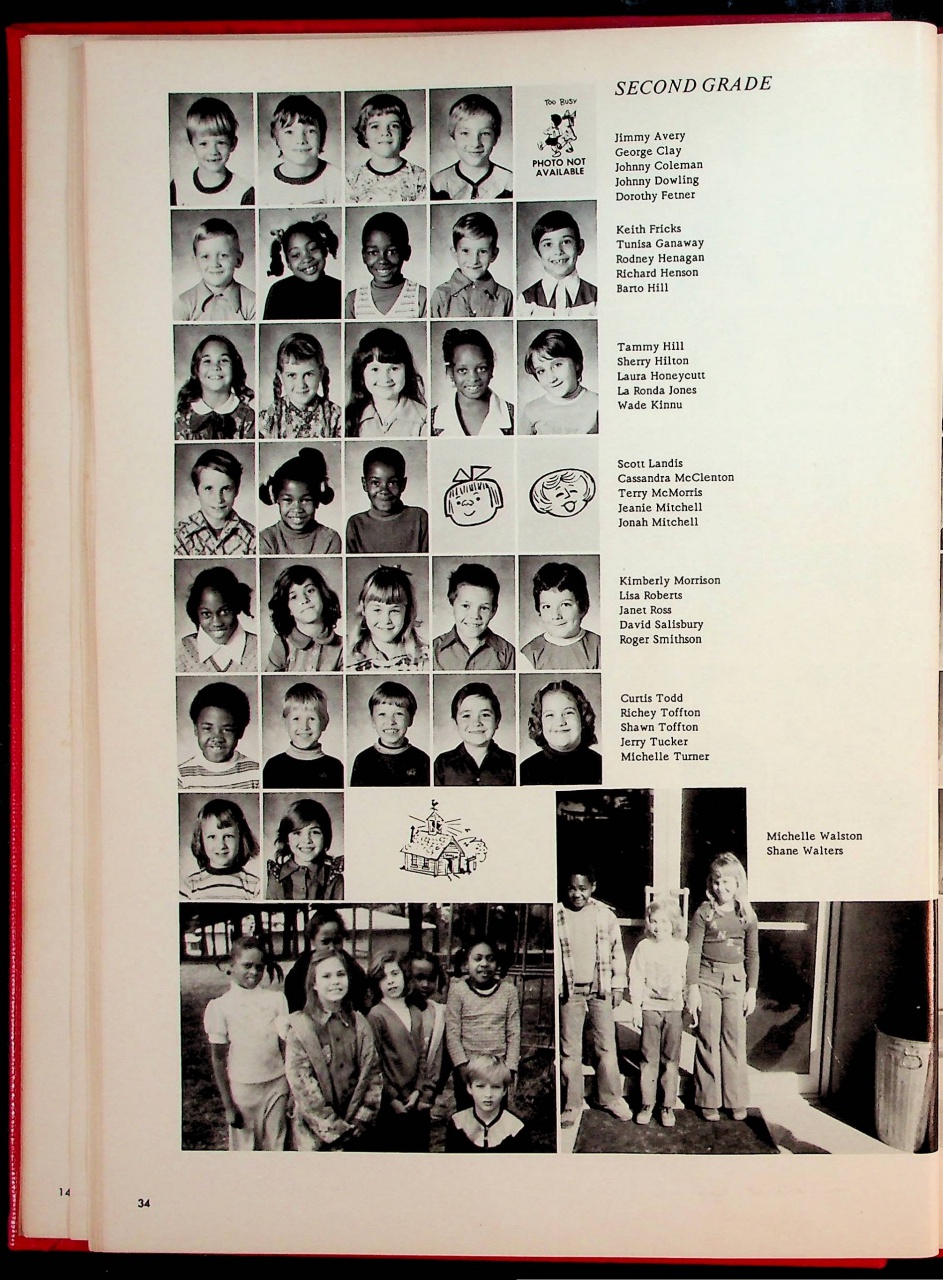 SECOND GRADE
TOO BUSY
PHOTO NOT
AVAILABLE
Jimmy Avery
George Clay
Johnny Coleman
Johnny Dowling
Dorothy Fetner
Keith Fricks
Tunisa Ganaway
Rodney Henagan
Richard Henson
Barto Hill
Tammy Hill
Sherry Hilton
Laura Honeycutt
La Ronda Jones
Wade Kinnu
Scott Landis
Cassandra McClenton
Terry McMorris
Jeanie Mitchell
Jonah Mitchell
Kimberly Morrison
Lisa Roberts
Janet Ross
David Salisbury
Roger Smithson
Curtis Todd
Richey Toffton
Shawn Toffton
Jerry Tucker
Michelle Turner
Michelle Walston
Shane Walters
14
34